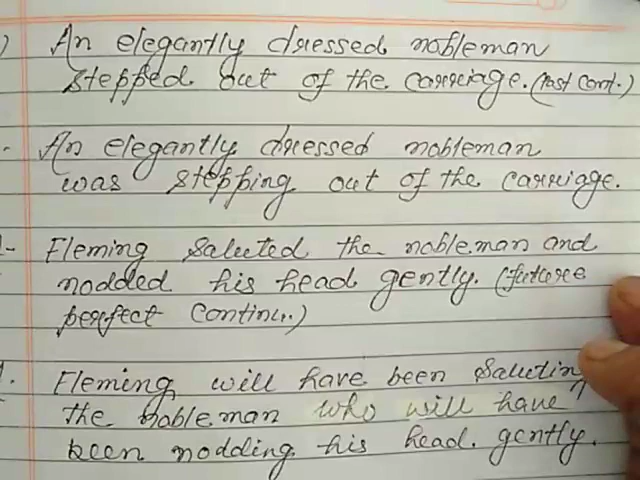 ) An elegantly dressed nobleman
stepped out of the carriage. (Past Cont.)
- An elegantly dressed nobleman
was stepping out of the carriage.
- Fleming saluted the nobleman and
nodded his head gently. (future
perfect Continu.)
. Fleming will have been saluting
the nobleman who will have
been nodding his head. gently.